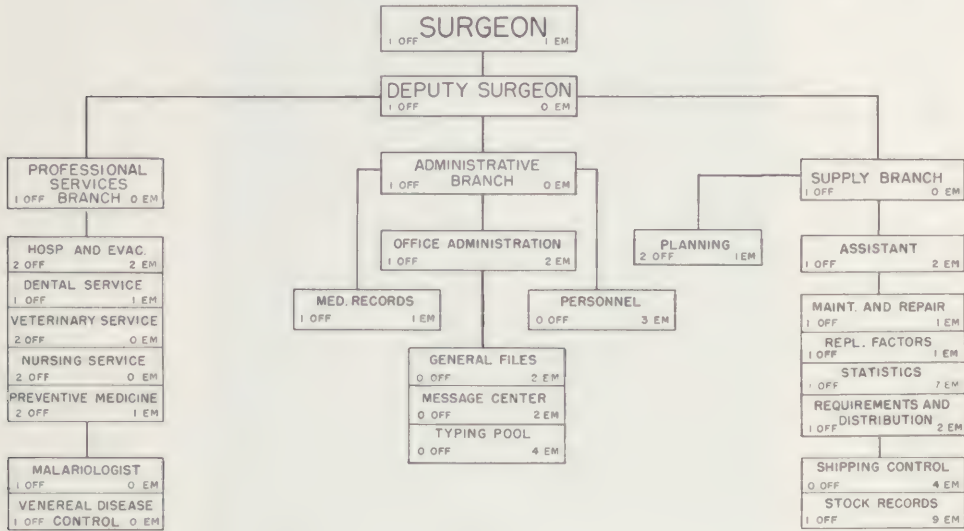 SURGEON
1 OFF 1 EM
DEPUTY SURGEON
1 OFF 0 EM
PROFESSIONAL
SERVICES
1 OFF BRANCH 0 EM
HOSP AND EVAC.
2 OFF 2 EM
DENTAL SERVICE
1 OFF 1 EM
VETERINARY SERVICE
2 OFF 0 EM
NURSING SERVICE
2 OFF 0 EM
PREVENTIVE MEDICINE
2 OFF 1 EM
MALARIOLOGIST
1 OFF 0 EM
VENEREAL DISEASE
1 OFF CONTROL 0 EM
ADMINISTRATIVE
BRANCH
1 OFF 0 EM
OFFICE ADMINISTRATION
1 OFF 2 EM
MED. RECORDS
1 OFF 1 EM
PERSONNEL
0 OFF 3 EM
GENERAL FILES
0 OFF 2 EM
MESSAGE CENTER
0 OFF 2 EM
TYPING POOL
0 OFF 4 EM
SUPPLY BRANCH
1 OFF 0 EM
PLANNING
2 OFF 1 EM
ASSISTANT
1 OFF 2 EM
MAINT. AND REPAIR
1 OFF 1 EM
REPL. FACTORS
1 OFF 1 EM
STATISTICS
1 OFF 7 EM
REQUIREMENTS AND
DISTRIBUTION
1 OFF 2 EM
SHIPPING CONTROL
0 OFF 4 EM
STOCK RECORDS
1 OFF 9 EM